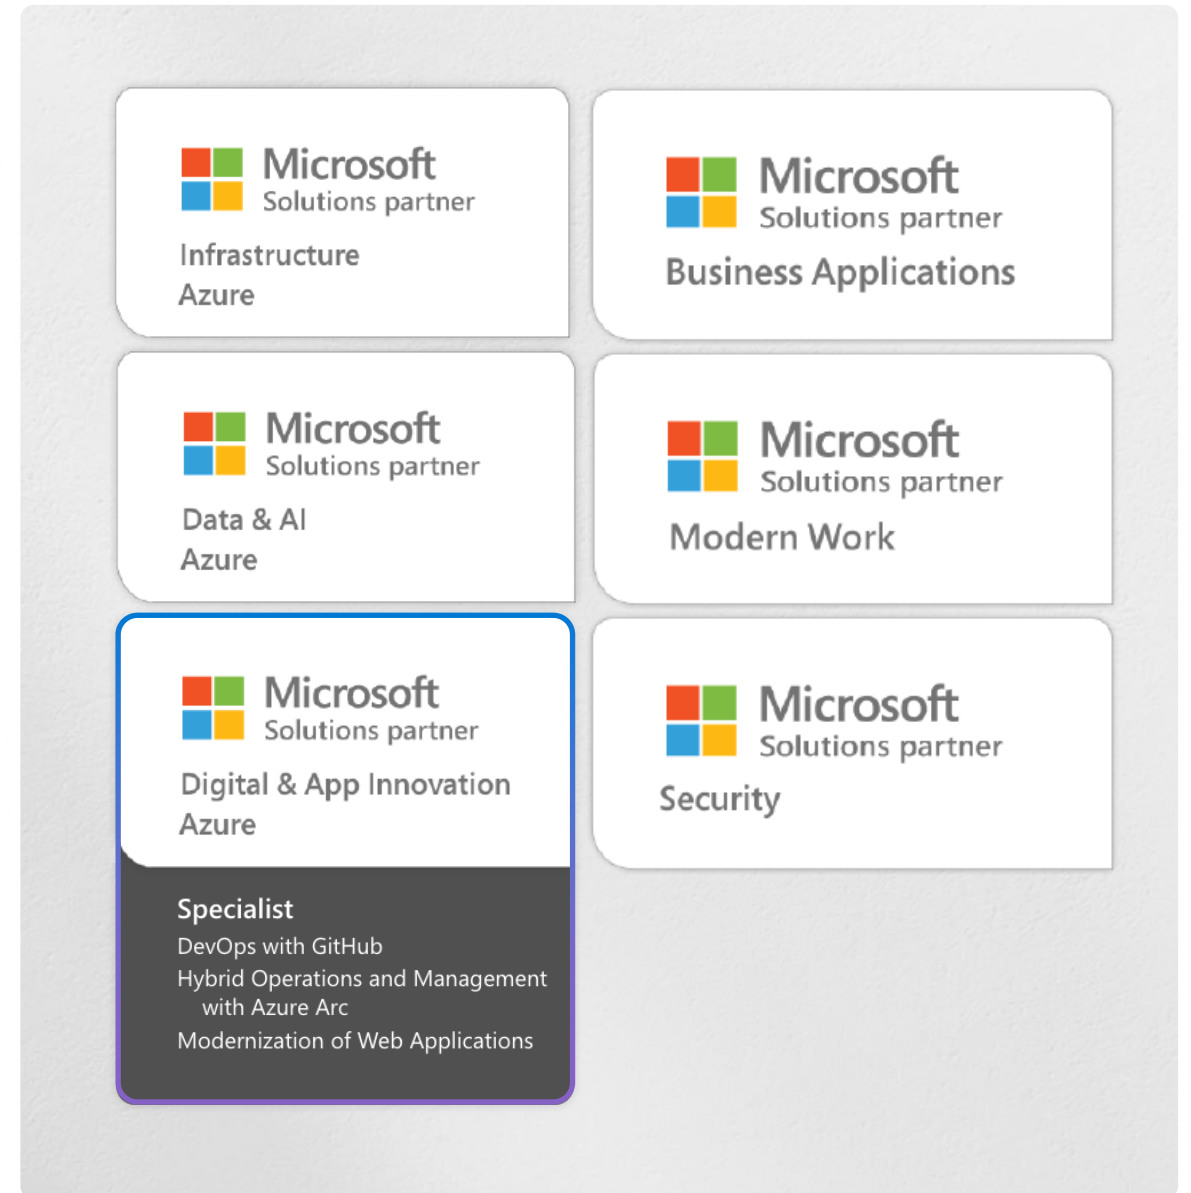 Microsoft
Solutions partner
Infrastructure
Azure
Microsoft
Solutions partner
Business Applications
Microsoft
Solutions partner
Data & AI
Azure
Microsoft
Solutions partner
Modern Work
Microsoft
Solutions partner
Digital & App Innovation
Azure
Specialist
DevOps with GitHub
Hybrid Operations and Management
with Azure Arc
Modernization of Web Applications
Microsoft
Solutions partner
Security